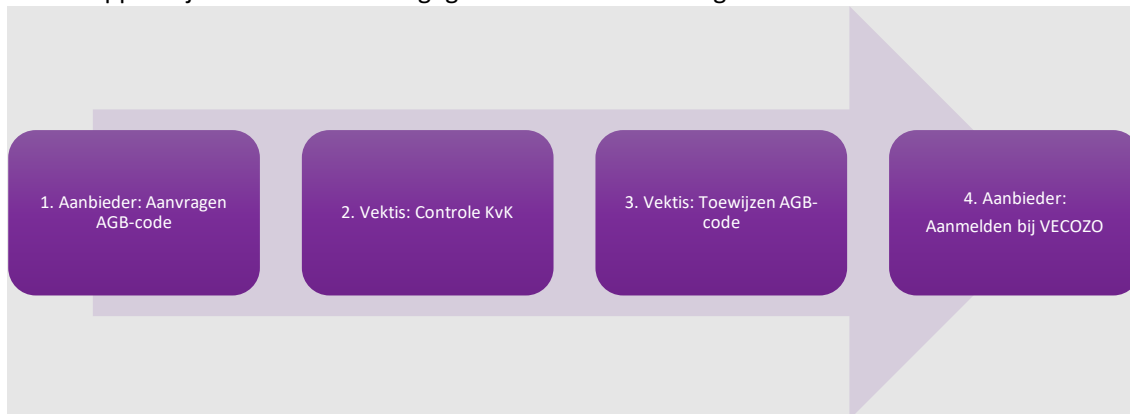 1. Aanbieder: Aanvragen
AGB-code
2. Vektis: Controle KvK
3. Vektis: Toewijzen AGB-
code
4. Aanbieder:
Aanmelden bij VECOZO